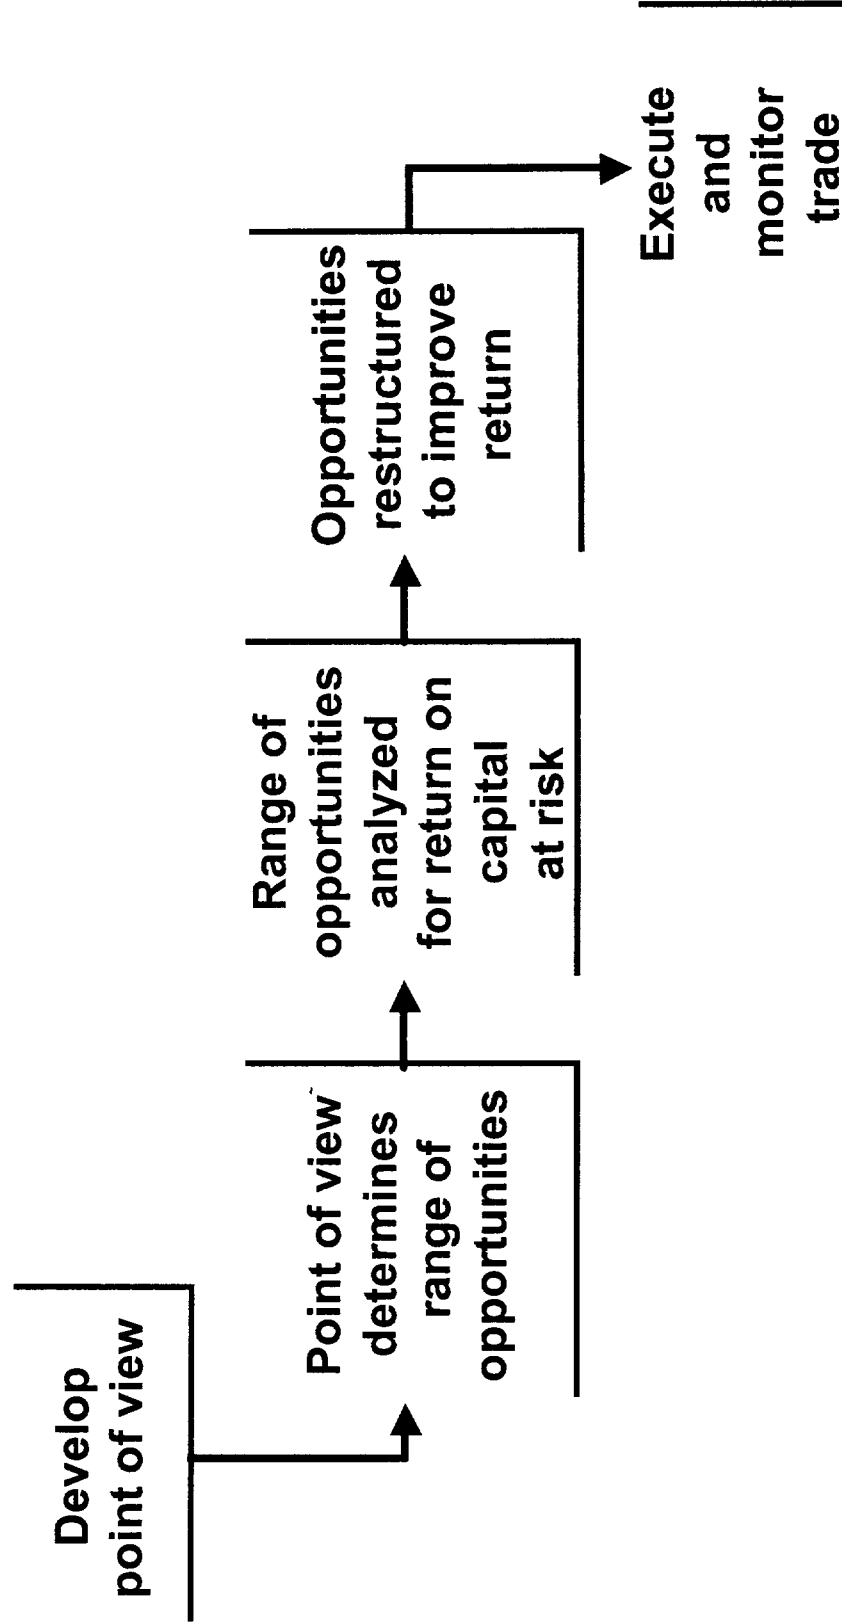 Develop
point of view
Point of view
determines
range of
opportunities
Range of
opportunities
analyzed
for return on
capital
at risk
Opportunities
restructured
to improve
return
Execute
and
monitor
trade